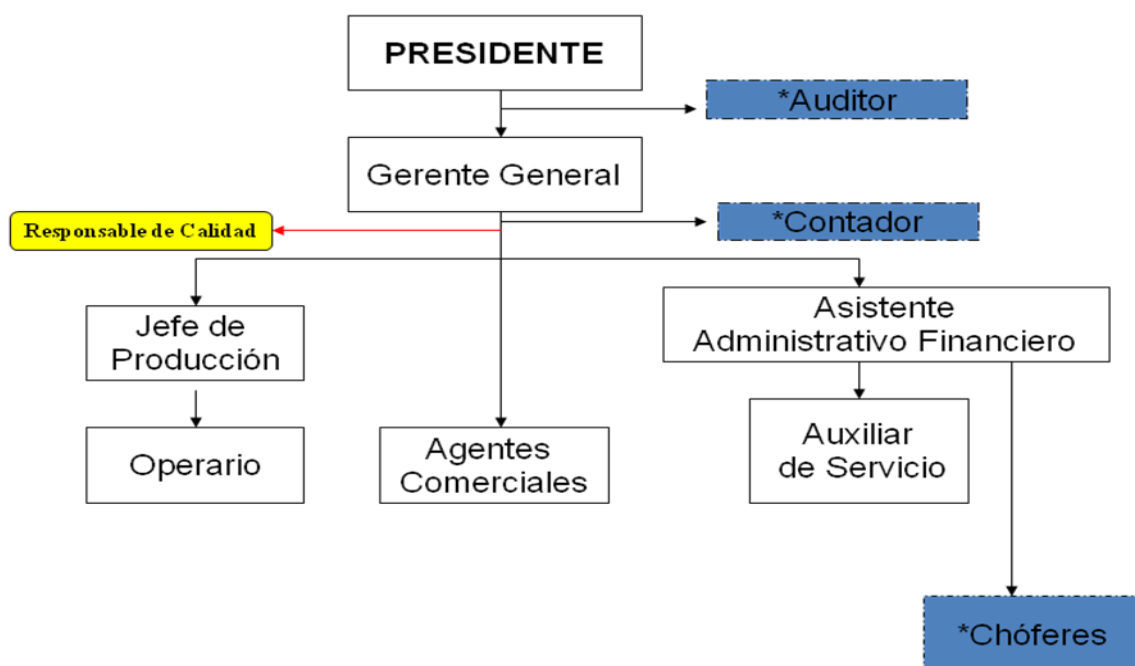 PRESIDENTE
*Auditor
Gerente General
Responsable de Calidad
*Contador
Jefe de
Producción
Asistente
Administrativo Financiero
Operario
Agentes
Comerciales
Auxiliar
de Servicio
*Chóferes